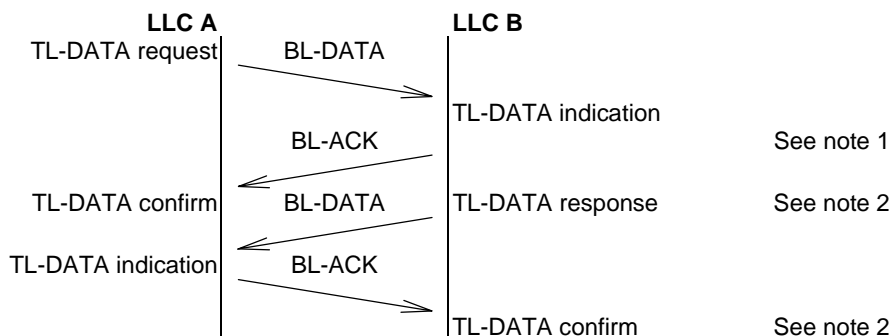 LLC A LLC B
TL-DATA request BL-DATA
TL-DATA indication
BL-ACK See note 1
TL-DATA confirm BL-DATA TL-DATA response See note 2
TL-DATA indication BL-ACK
TL-DATA confirm See note 2